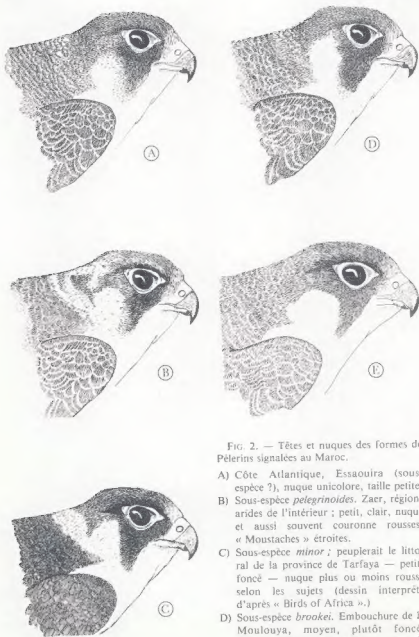 A
D
B
E
C
FIG. 2. — Têtes et nuques des formes de
Pèlerins signalées au Maroc.
A) Côte Atlantique, Essaouira (sous-
espèce ?), nuque unicolore, taille petite
B) Sous-espèce pelegrinoides. Zaer, région
arides de l'intérieur ; petit, clair, nuqu
et aussi souvent couronne rousses
« Moustaches » étroites.
C) Sous-espèce minor ; peuplerait le litto
ral de la province de Tarfaya — petit
foncé — nuque plus ou moins rouss
selon les sujets (dessin interprét
d'après « Birds of Africa ».)
D) Sous-espèce brookei. Embouchure de l
Moulouya, moyen, plutôt foncé